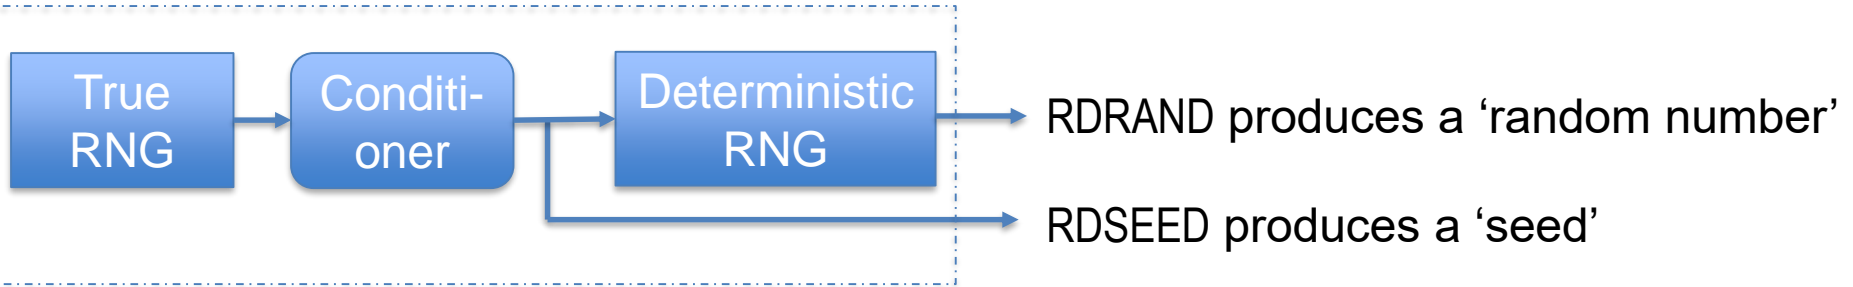 True
RNG
Conditi-
oner
Deterministic
RNG
RDRAND produces a ‘random number’
RDSEED produces a ‘seed’